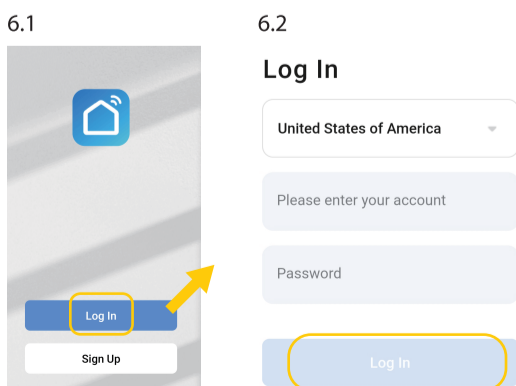 6.1
Log In
Sign Up
6.2
Log In
United States of America
Please enter your account
Password
Log In